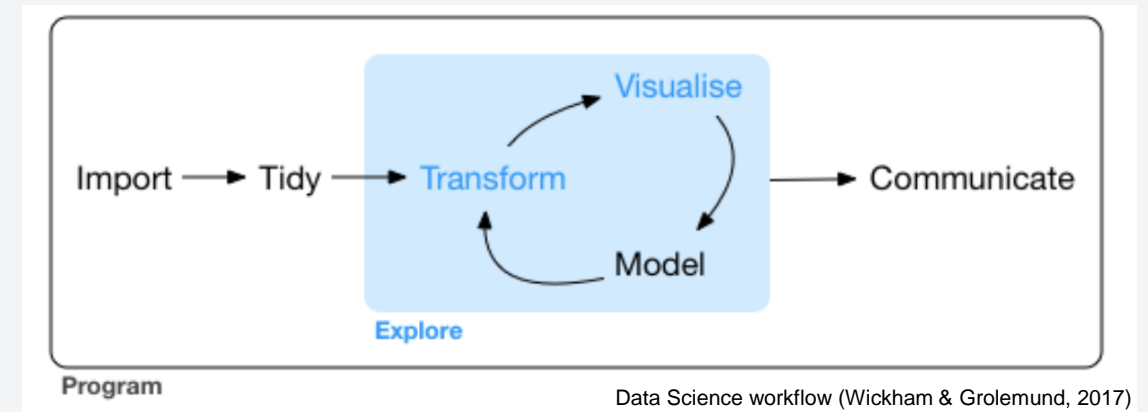 Visualise
Import Tidy Transform Communicate
Model
Explore
Program
Data Science workflow (Wickham & Grolemund, 2017)